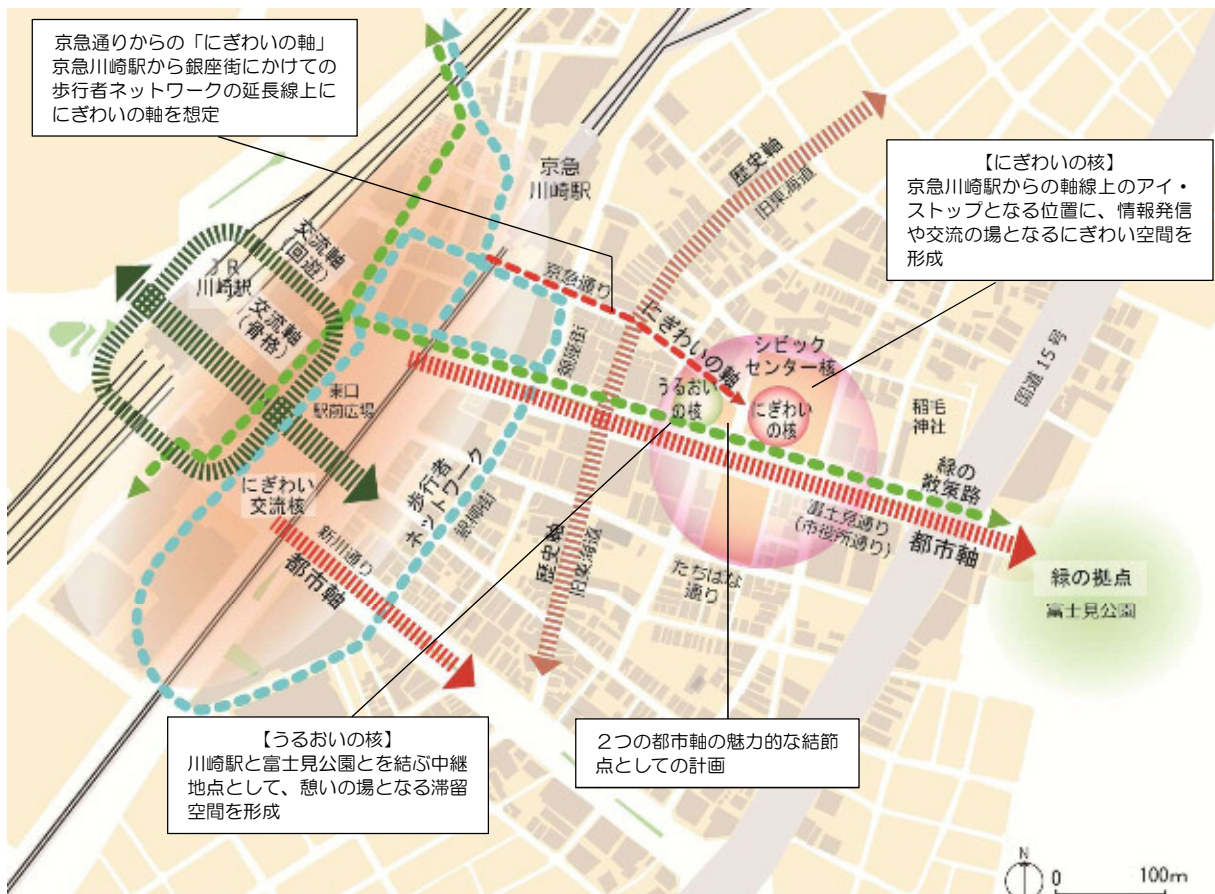 京急通りからの「にぎわいの軸」
京急川崎駅から銀座街にかけての
歩行者ネットワークの延長線上に
にぎわいの軸を想定
京急
川崎駅
歴史軸
旧東海道
【にぎわいの核】
京急川崎駅からの軸線上のアイ・
ストップとなる位置に、情報発信
や交流の場となるにぎわい空間を
形成
交流軸
(回遊)
JR
川崎駅
交流軸
(骨格)
京急通り
にぎわいの軸
銀座街
シビック
センター核
うるおい
の核
にぎわい
の核
国道15号
稲毛
神社
東口
駅前広場
にぎわい
交流核
歩行者
ネットワーク
銀柳街
新川通り
都市軸
歴史軸
旧東海道
たちばな
通り
富士見通り
(市役所通り)
緑の
散策路
都市軸
緑の拠点
富士見公園
【うるおいの核】
川崎駅と富士見公園とを結ぶ中継
地点として、憩いの場となる滞留
空間を形成
2つの都市軸の魅力的な結節
点としての計画
N
0 100m